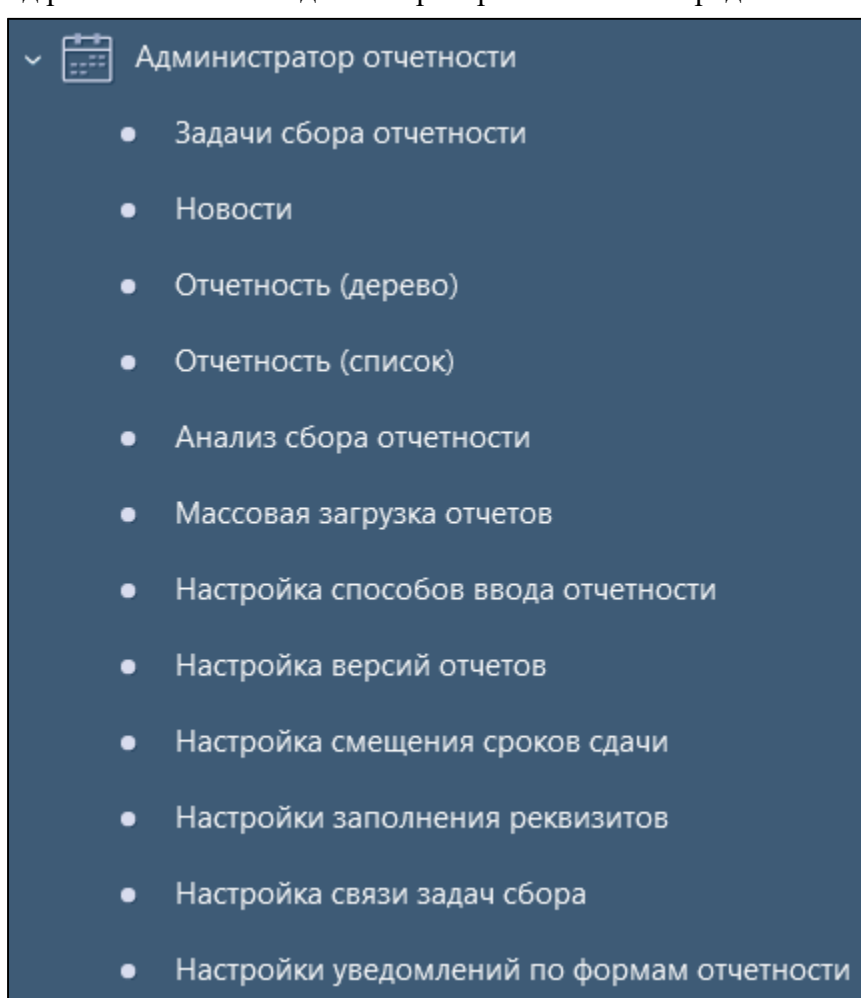 Администратор отчетности
Задачи сбора отчетности
Новости
Отчетность (дерево)
Отчетность (список)
Анализ сбора отчетности
Массовая загрузка отчетов
Настройка способов ввода отчетности
Настройка версий отчетов
Настройка смещения сроков сдачи
Настройки заполнения реквизитов
Настройка связи задач сбора
Настройки уведомлений по формам отчетности